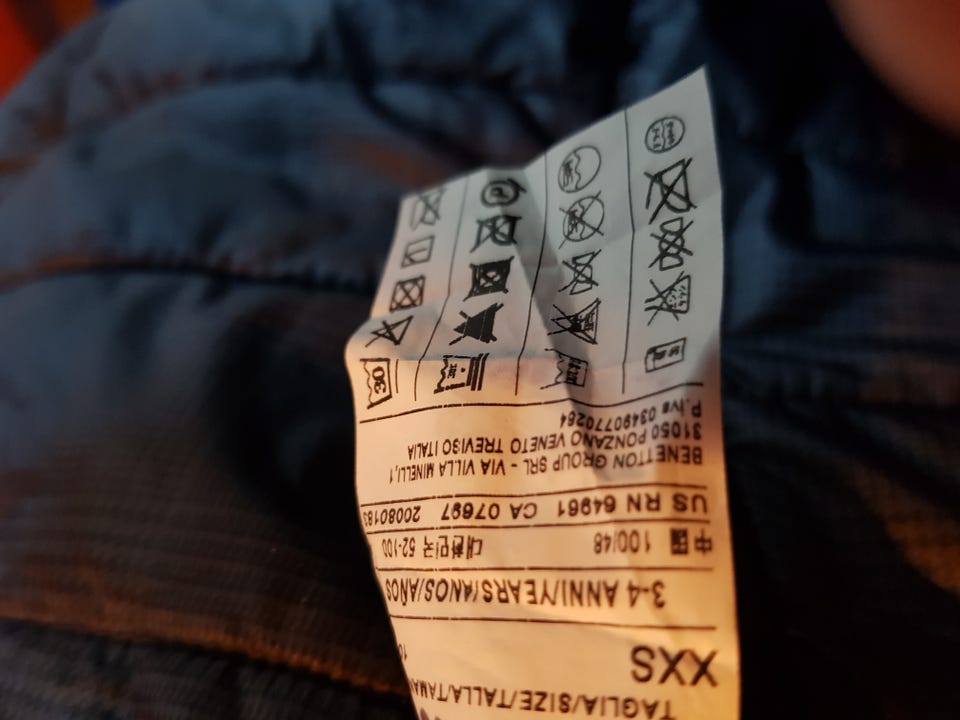 TAGLIA/SIZE/TALLA/TAMA
XXS
3-4 ANNI/YEARS/ANOS/AÑOS
中國 100/48 대한민국 52-100
US RN 64961 CA 07697
BENETTON GROUP SRL - VIA VILLA MINELLI,1
31050 PONZANO VENETO TREVISO ITALIA
P.Iva 03490770264
30
P